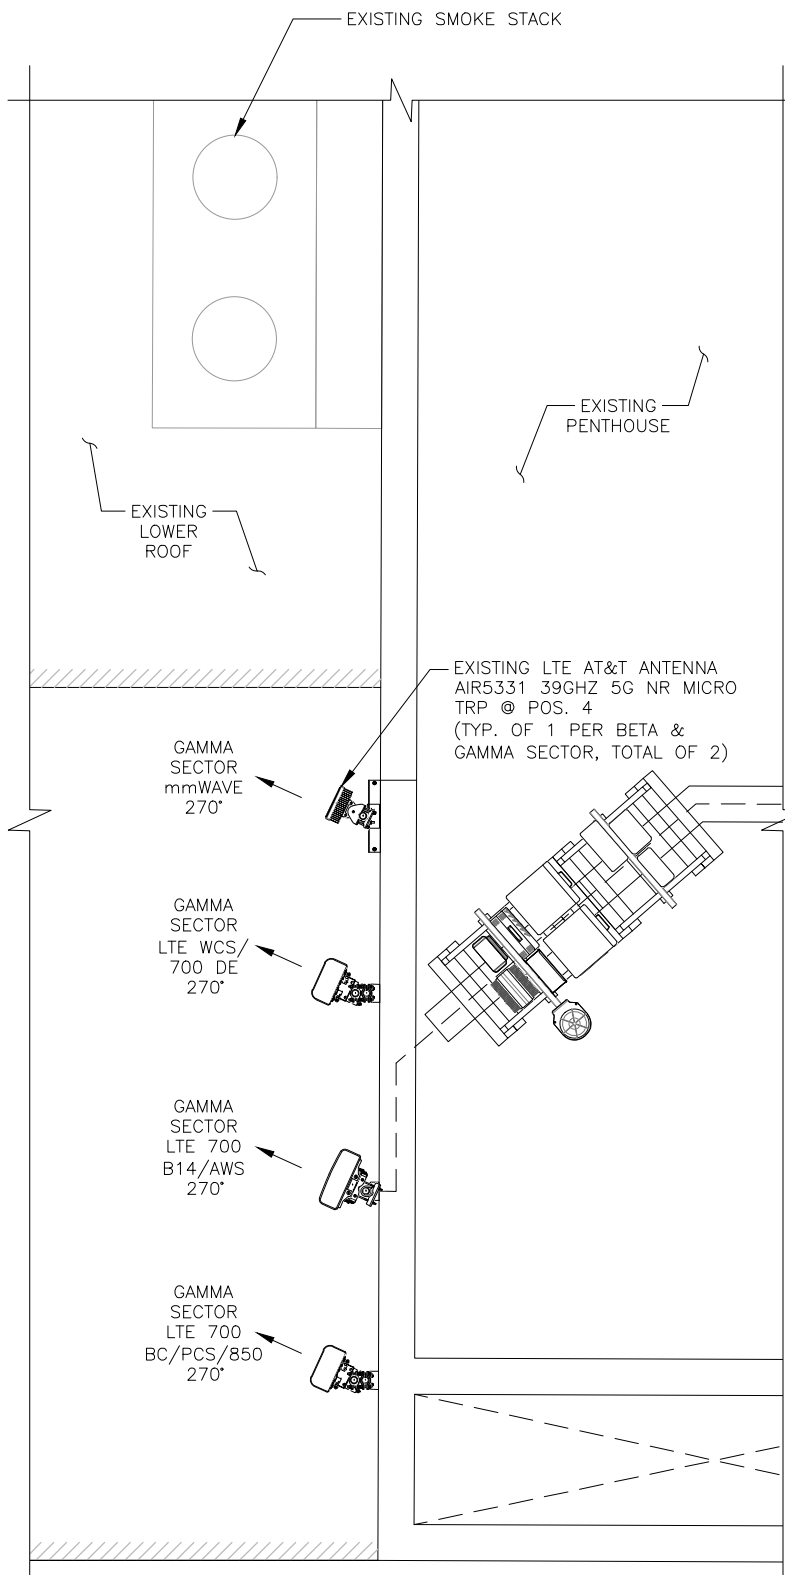 EXISTING SMOKE STACK
EXISTING
PENTHOUSE
EXISTING
LOWER
ROOF
EXISTING LTE AT&T ANTENNA
AIR5331 39GHZ 5G NR MICRO
TRP @ POS. 4
(TYP. OF 1 PER BETA &
GAMMA SECTOR, TOTAL OF 2)
GAMMA
SECTOR
mmWAVE
270°
GAMMA
SECTOR
LTE WCS/
700 DE
270°
GAMMA
SECTOR
LTE 700
B14/AWS
270°
GAMMA
SECTOR
LTE 700
BC/PCS/850
270°